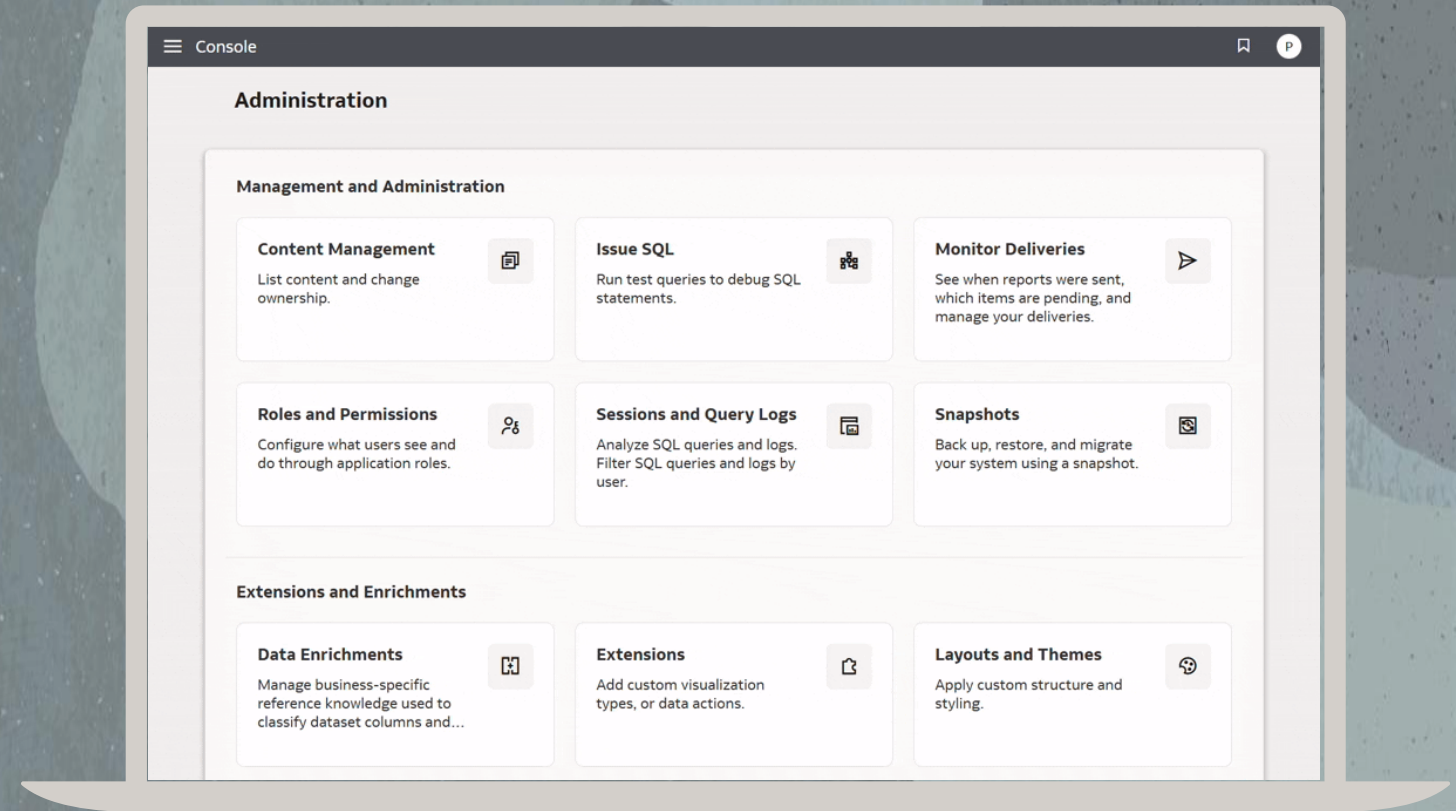 Console
P
Administration
Management and Administration
Content Management
List content and change
ownership.
Issue SQL
Run test queries to debug SQL
statements.
Monitor Deliveries
See when reports were sent,
which items are pending, and
manage your deliveries.
Roles and Permissions
Configure what users see and
do through application roles.
Sessions and Query Logs
Analyze SQL queries and logs.
Filter SQL queries and logs by
user.
Snapshots
Back up, restore, and migrate
your system using a snapshot.
Extensions and Enrichments
Data Enrichments
Manage business-specific
reference knowledge used to
classify dataset columns and...
Extensions
Add custom visualization
types, or data actions.
Layouts and Themes
Apply custom structure and
styling.